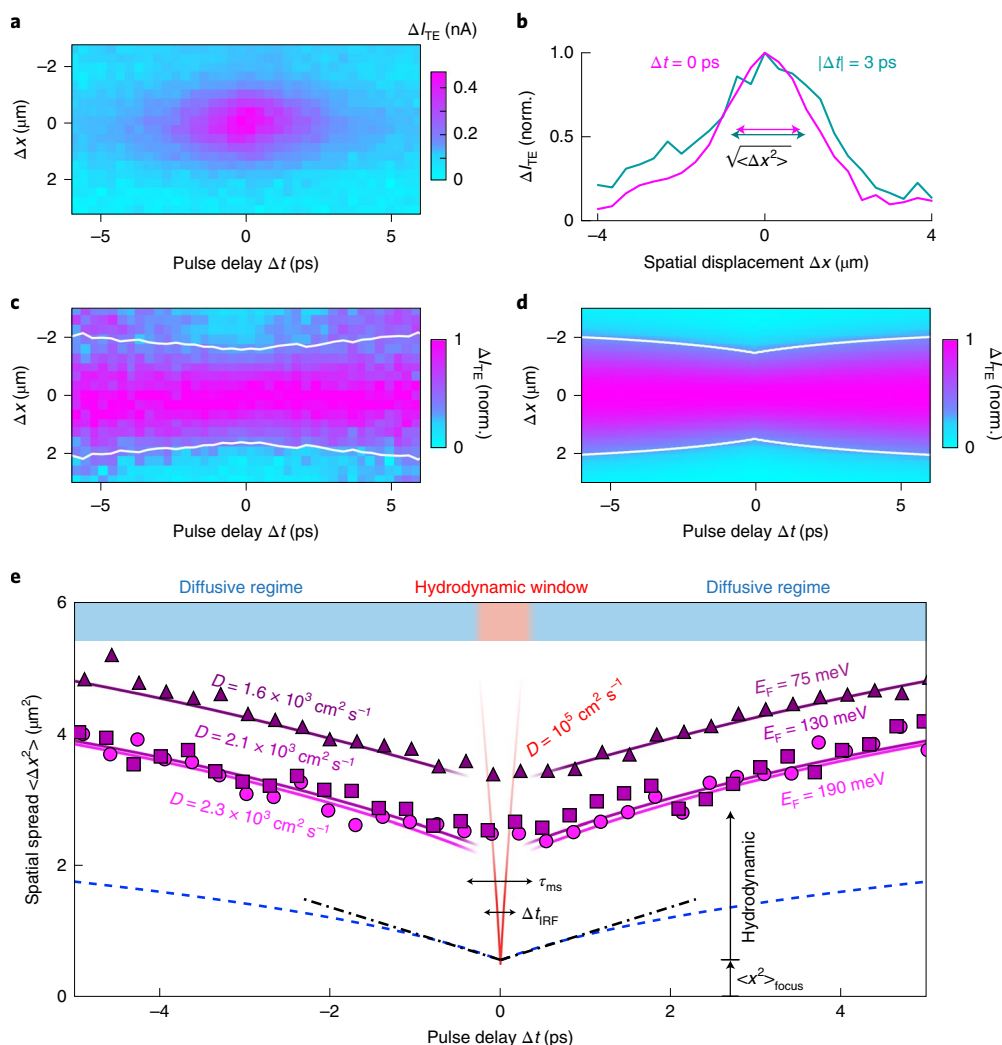 a
ΔI_TE (nA)
−2
0
2
Δx (μm)
−5
0
5
Pulse delay Δt (ps)
0.4
0.2
0
b
1.0
0.5
0
ΔI_TE (norm.)
Δt = 0 ps
|Δt| = 3 ps
√<Δx²>
−4
0
4
Spatial displacement Δx (μm)
c
−2
0
2
Δx (μm)
−5
0
5
Pulse delay Δt (ps)
1
0
ΔI_TE (norm.)
d
−2
0
2
Δx (μm)
−5
0
5
Pulse delay Δt (ps)
1
0
ΔI_TE (norm.)
e
Diffusive regime
Hydrodynamic window
Diffusive regime
6
4
2
0
Spatial spread <Δx²> (μm²)
D = 1.6 × 10³ cm² s⁻¹
D = 2.1 × 10³ cm² s⁻¹
D = 2.3 × 10³ cm² s⁻¹
D = 10⁵ cm² s⁻¹
E_F = 75 meV
E_F = 130 meV
E_F = 190 meV
τ_ms
Δt_IRF
Hydrodynamic
<x²>_focus
−4
−2
0
2
4
Pulse delay Δt (ps)